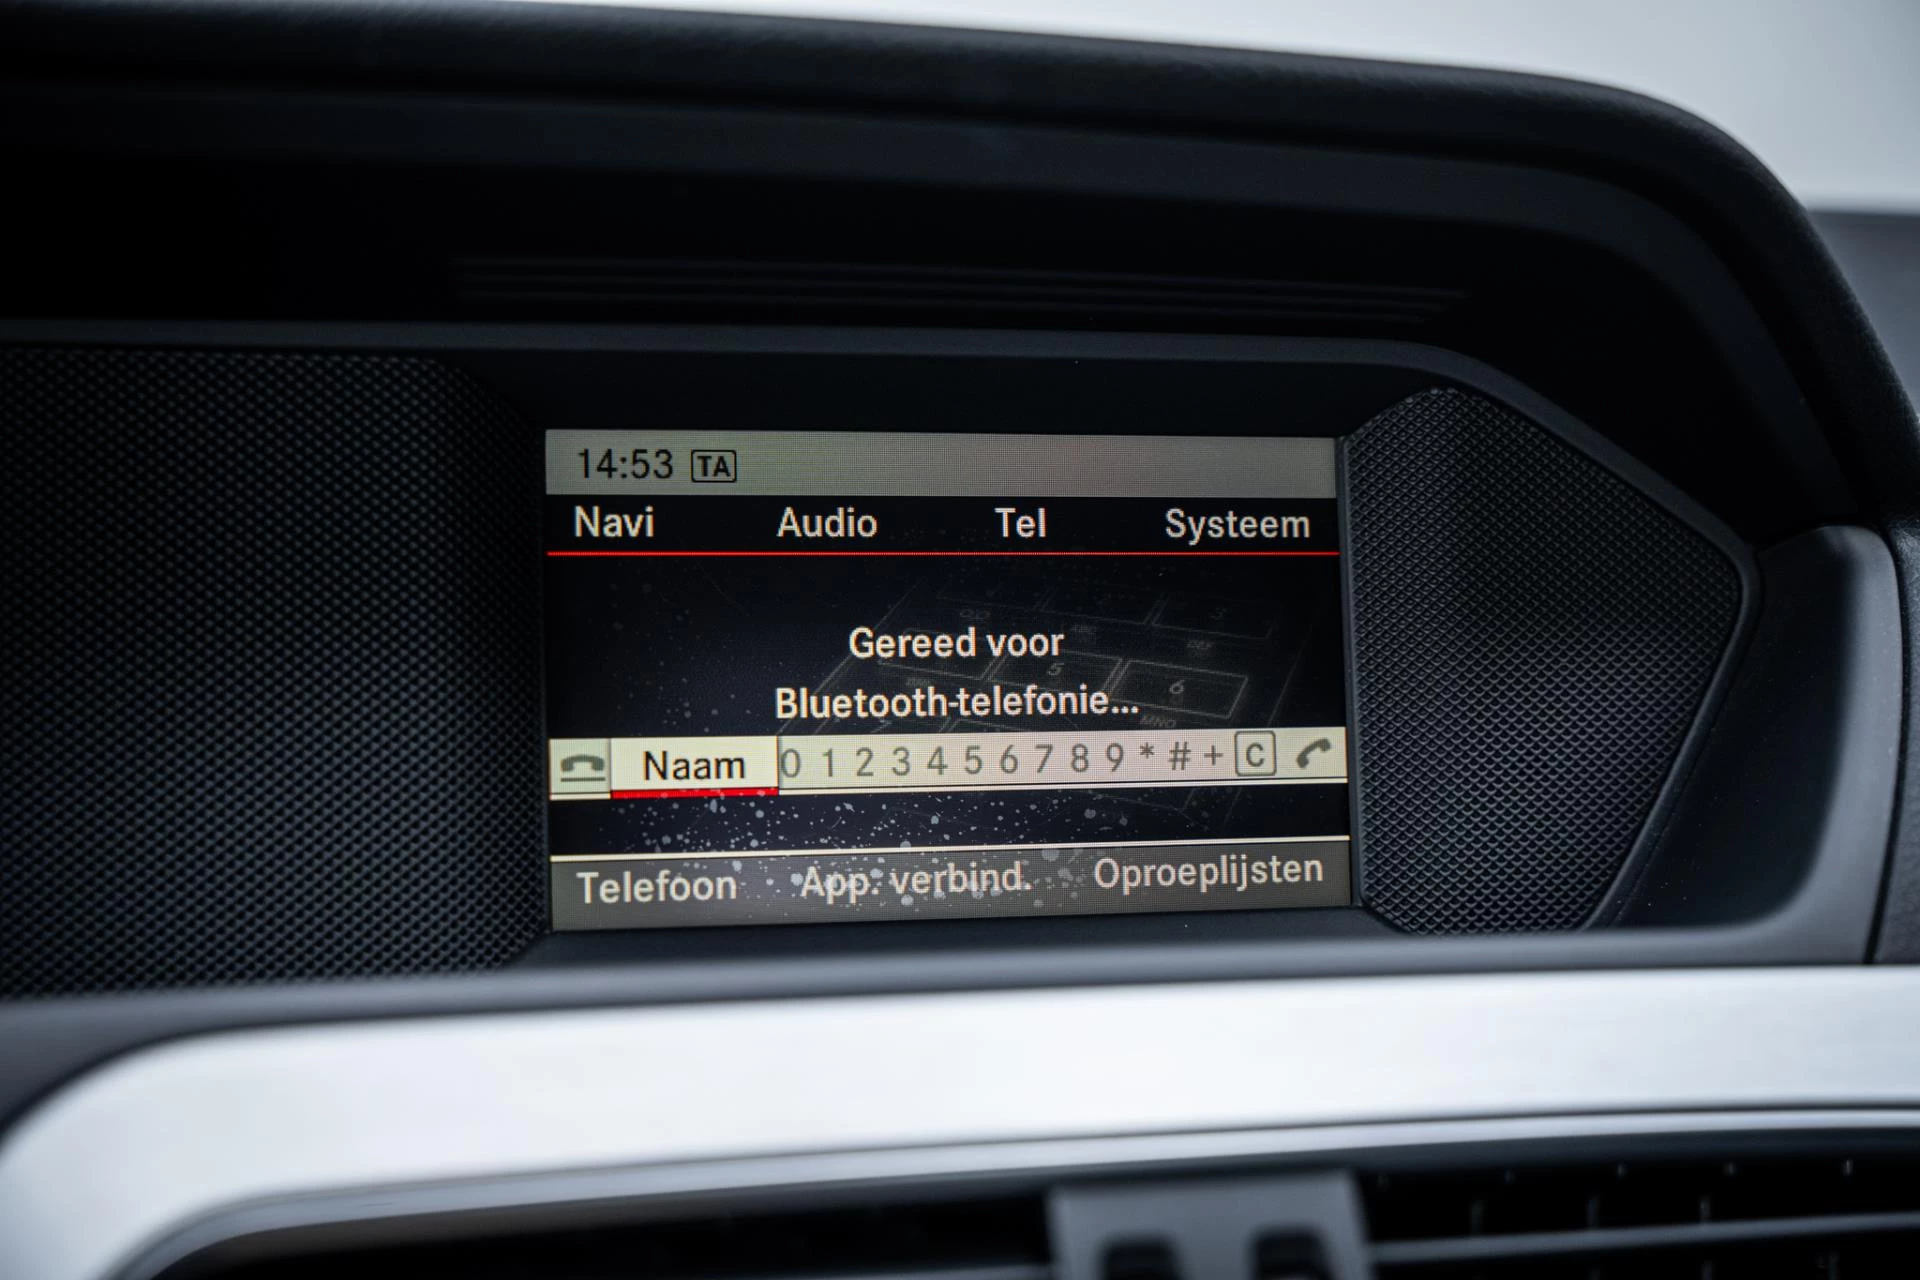 14:53 TA
Navi Audio Tel Systeem
Gereed voor
Bluetooth-telefonie...
Naam 0 1 2 3 4 5 6 7 8 9 * # + C
Telefoon App. verbind. Oproeplijsten